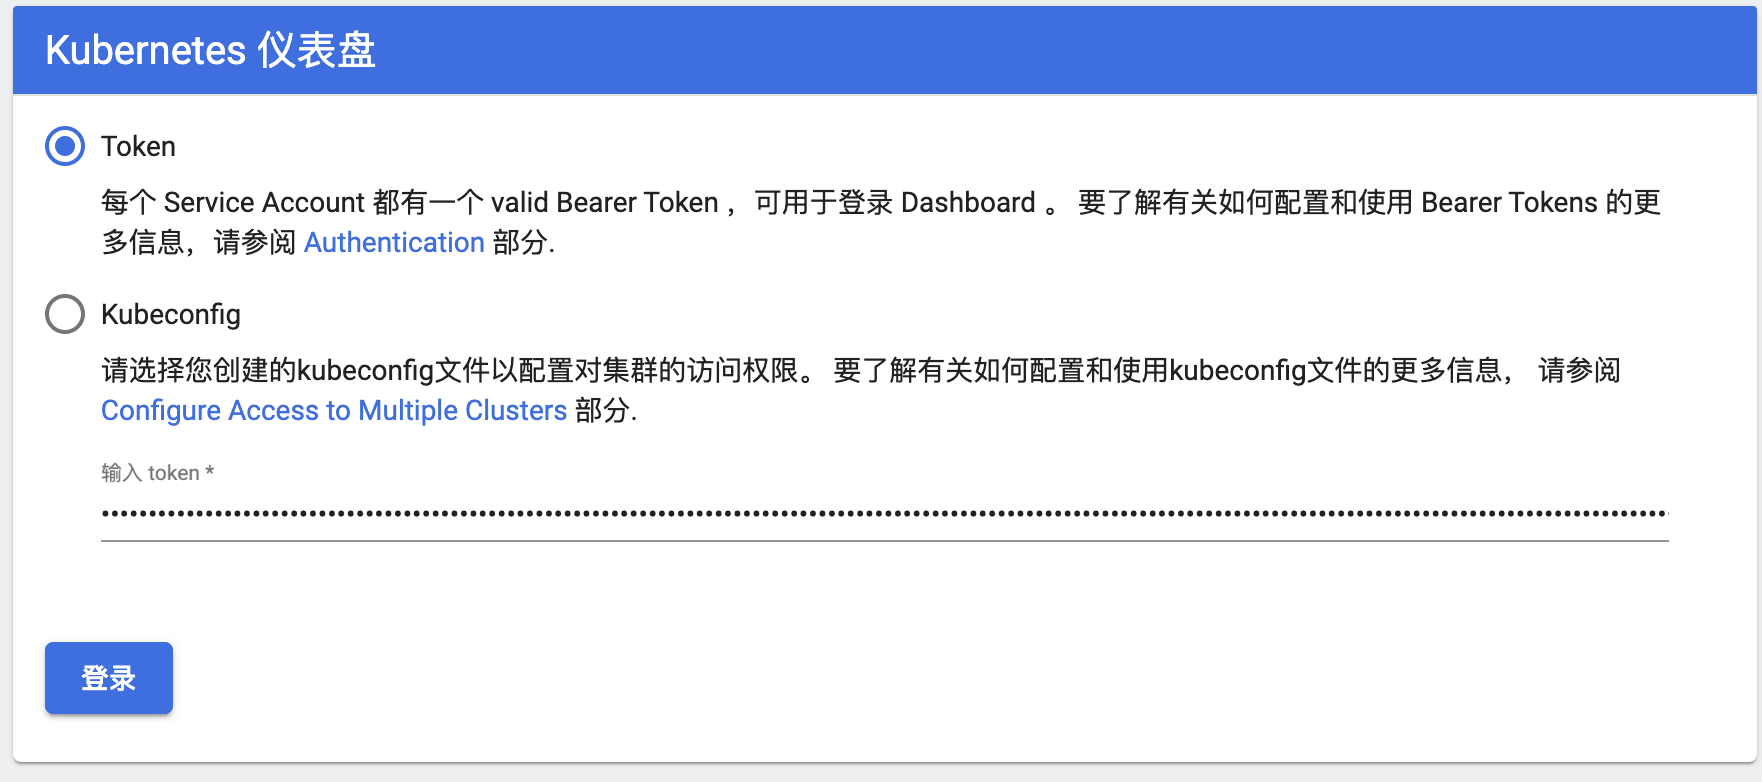 Kubernetes 仪表盘
Token
每个 Service Account 都有一个 valid Bearer Token ，可用于登录 Dashboard 。 要了解有关如何配置和使用 Bearer Tokens 的更
多信息，请参阅 Authentication 部分.
Kubeconfig
请选择您创建的kubeconfig文件以配置对集群的访问权限。 要了解有关如何配置和使用kubeconfig文件的更多信息， 请参阅
Configure Access to Multiple Clusters 部分.
输入 token *
登录